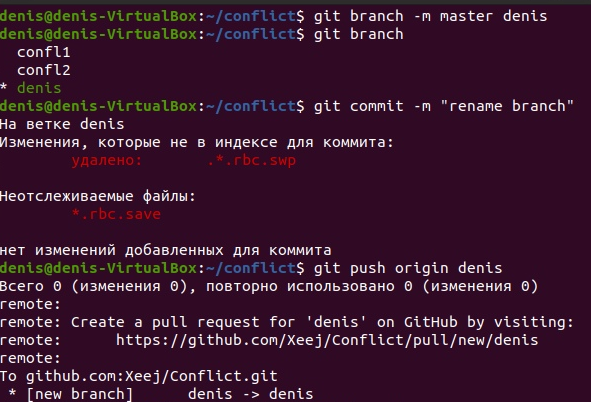 denis@denis-VirtualBox:~/conflict$ git branch -m master denis
denis@denis-VirtualBox:~/conflict$ git branch
  confl1
  confl2
* denis
denis@denis-VirtualBox:~/conflict$ git commit -m "rename branch"
На ветке denis
Изменения, которые не в индексе для коммита:
        удалено:       .*.rbc.swp

Неотслеживаемые файлы:
        *.rbc.save

нет изменений добавленных для коммита
denis@denis-VirtualBox:~/conflict$ git push origin denis
Всего 0 (изменения 0), повторно использовано 0 (изменения 0)
remote:
remote: Create a pull request for 'denis' on GitHub by visiting:
remote:      https://github.com/Xeej/Conflict/pull/new/denis
remote:
To github.com:Xeej/Conflict.git
 * [new branch]      denis -> denis